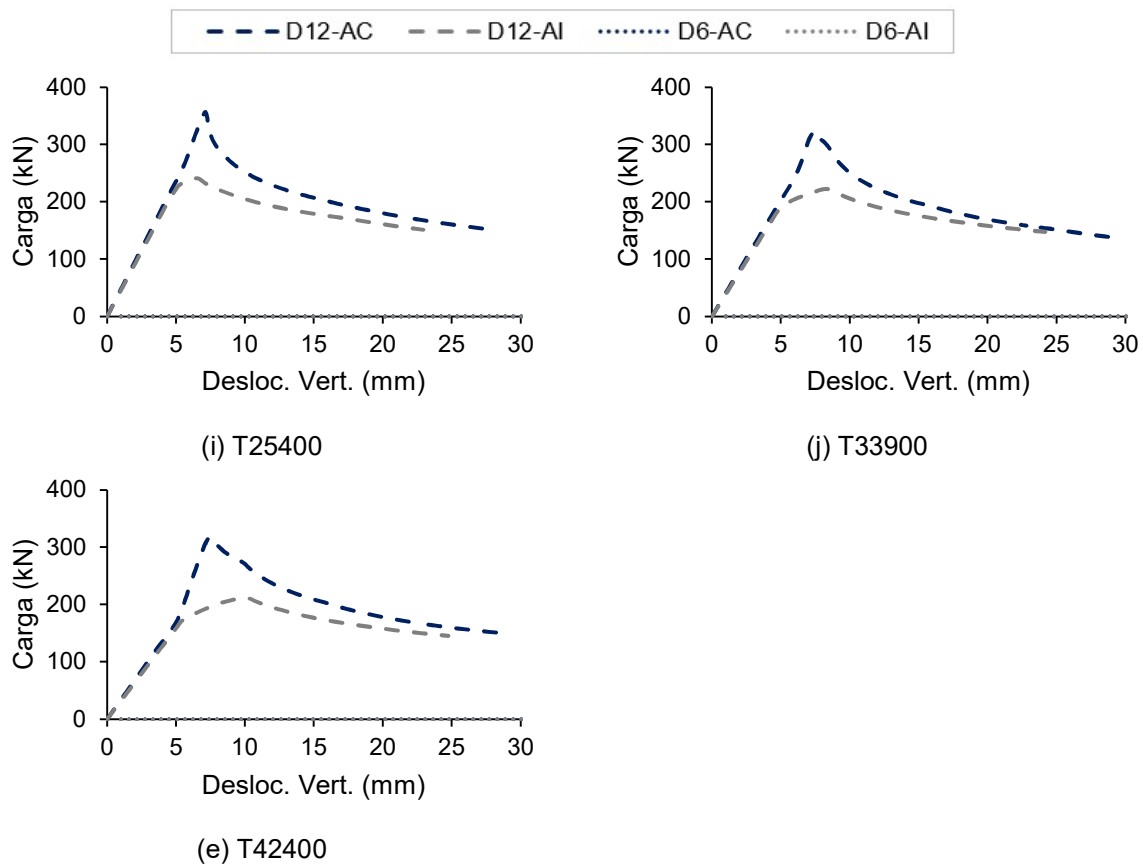 D12-AC D12-AI D6-AC D6-AI
400
300
200
100
0
Carga (kN)
0 5 10 15 20 25 30
Desloc. Vert. (mm)
(i) T25400
400
300
200
100
0
Carga (kN)
0 5 10 15 20 25 30
Desloc. Vert. (mm)
(j) T33900
400
300
200
100
0
Carga (kN)
0 5 10 15 20 25 30
Desloc. Vert. (mm)
(e) T42400